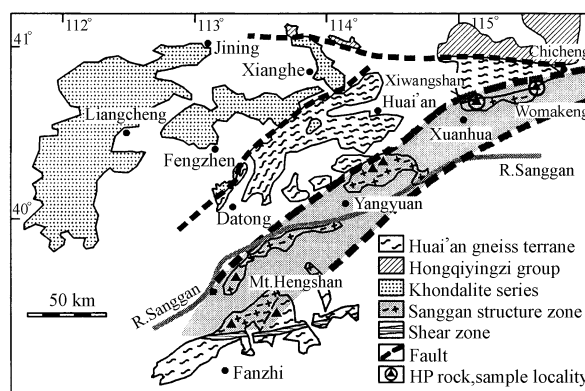 113° 114° 115°
41°
Jining
Chicheng
Xianghe
Xiwangshan
Huai'an
Liangcheng
Womakeng
Xuanhua
Fengzhen
R.Sanggan
40°
Datong
Yangyuan
Huai'an gneiss terrane
Hongqiyingzi group
Mt.Hengshan
Khondalite series
50 km
R.Sanggan
Sanggan structure zone
Shear zone
Fault
Fanzhi
HP rock,sample locality